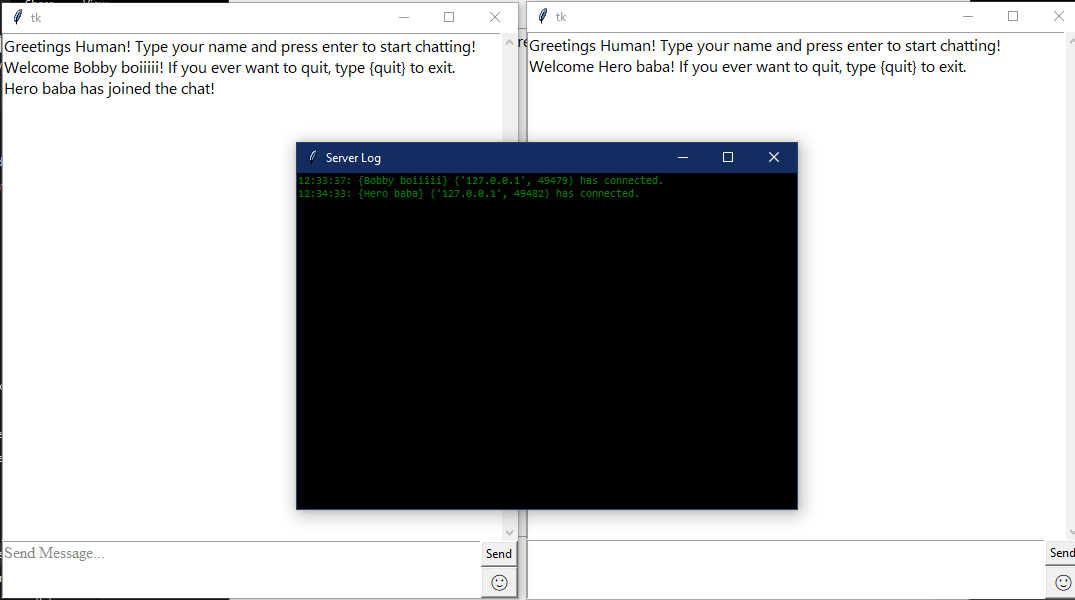 tk
Greetings Human! Type your name and press enter to start chatting!
Welcome Bobby boiiiii! If you ever want to quit, type {quit} to exit.
Hero baba has joined the chat!
Send Message...
Send
tk
Greetings Human! Type your name and press enter to start chatting!
Welcome Hero baba! If you ever want to quit, type {quit} to exit.
Send
Server Log
12:33:37: {Bobby boiiiii} ('127.0.0.1', 49479) has connected.
12:34:33: {Hero baba} ('127.0.0.1', 49482) has connected.